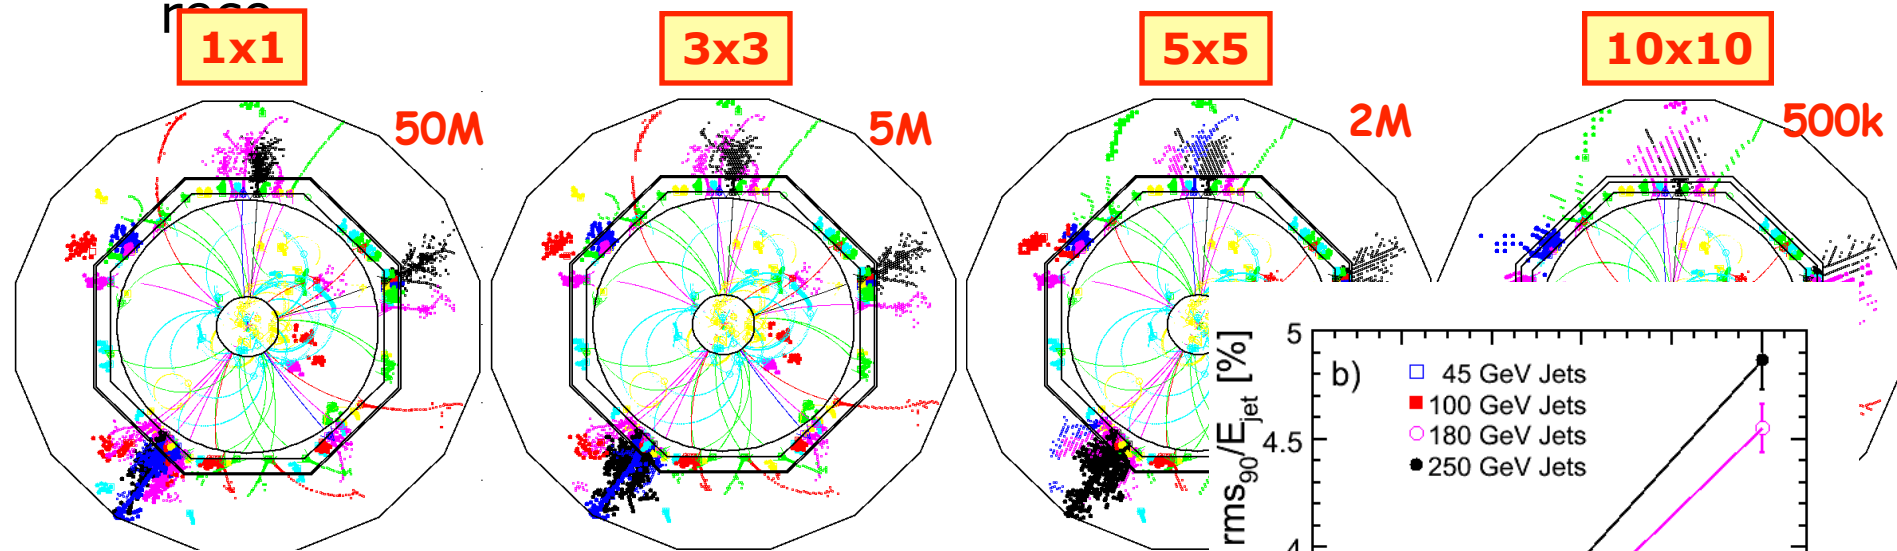 1x1
3x3
5x5
10x10
50M
5M
2M
500k
5
4.5
4
rms90/Ejet [%]
b)
45 GeV Jets
100 GeV Jets
180 GeV Jets
250 GeV Jets